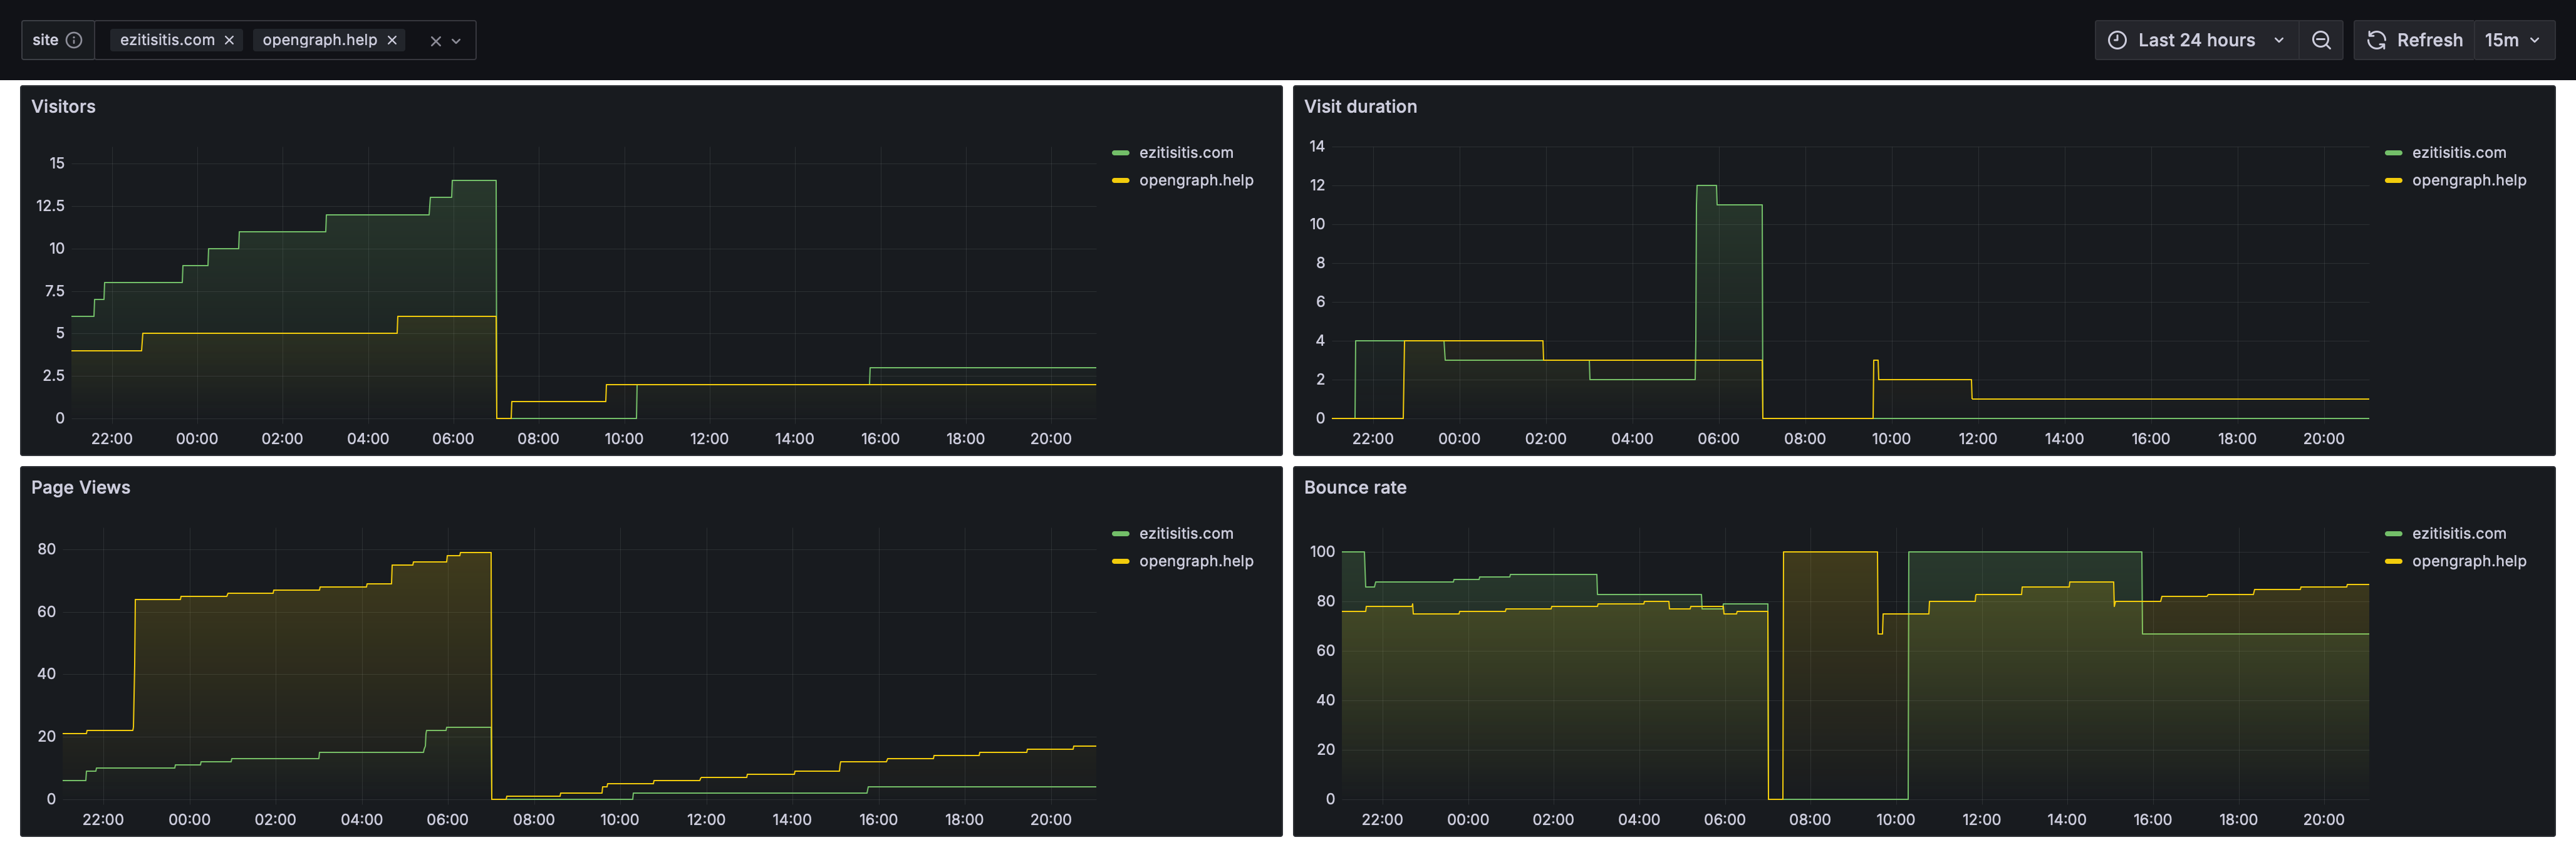 site ezitisitis.com opengraph.help Last 24 hours Refresh 15m
Visitors
15
12.5
10
7.5
5
2.5
0
22:00 00:00 02:00 04:00 06:00 08:00 10:00 12:00 14:00 16:00 18:00 20:00
ezitisitis.com
opengraph.help
Visit duration
14
12
10
8
6
4
2
0
22:00 00:00 02:00 04:00 06:00 08:00 10:00 12:00 14:00 16:00 18:00 20:00
ezitisitis.com
opengraph.help
Page Views
80
60
40
20
0
22:00 00:00 02:00 04:00 06:00 08:00 10:00 12:00 14:00 16:00 18:00 20:00
ezitisitis.com
opengraph.help
Bounce rate
100
80
60
40
20
0
22:00 00:00 02:00 04:00 06:00 08:00 10:00 12:00 14:00 16:00 18:00 20:00
ezitisitis.com
opengraph.help